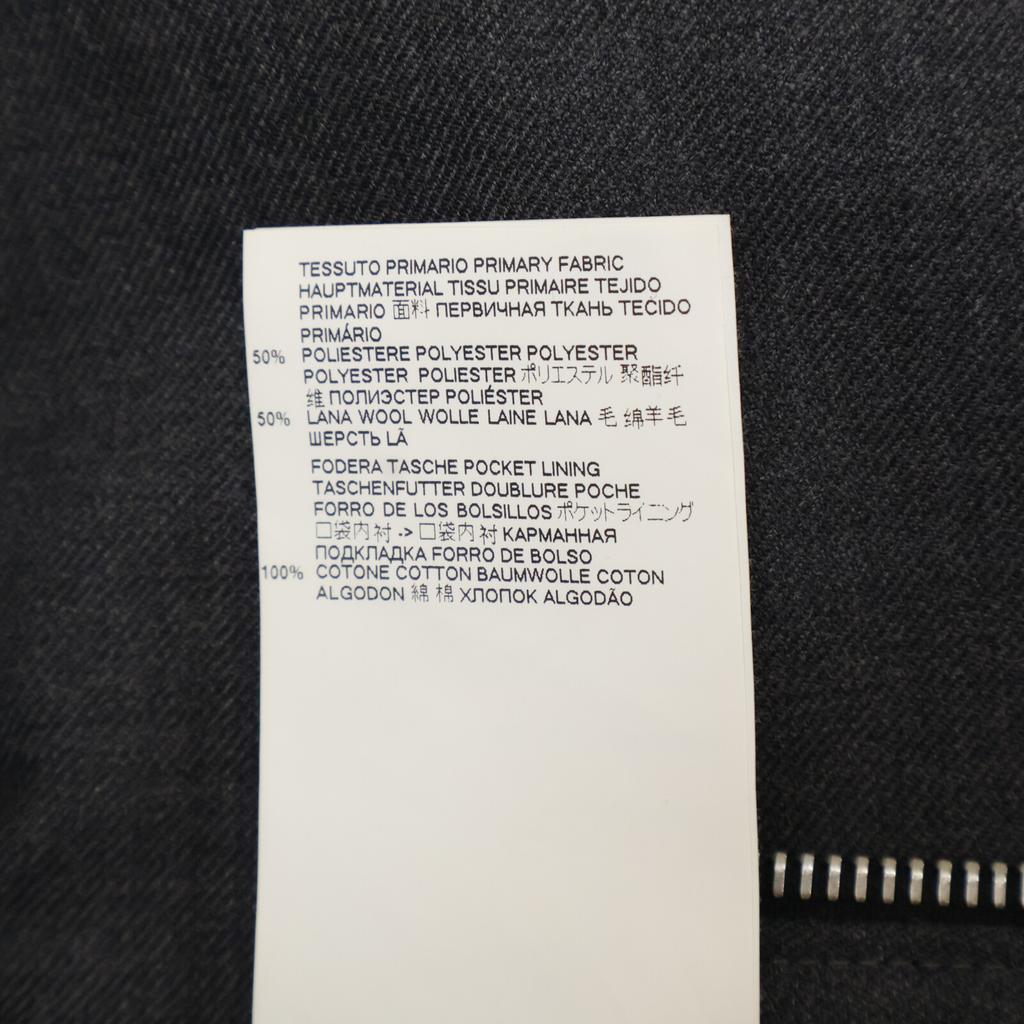 TESSUTO PRIMARIO PRIMARY FABRIC
HAUPTMATERIAL TISSU PRIMAIRE TEJIDO
PRIMARIO 面料 ПЕРВИЧНАЯ ТКАНЬ TECIDO
PRIMÁRIO
50% POLIESTERE POLYESTER POLYESTER
POLYESTER POLIESTER ポリエステル 聚酯纤
维 ПОЛИЭСТЕР POLIÉSTER
50% LANA WOOL WOLLE LAINE LANA 毛 绵羊毛
ШЕРСТЬ LÃ
FODERA TASCHE POCKET LINING
TASCHENFUTTER DOUBLURE POCHE
FORRO DE LOS BOLSILLOS ポケットライニング
口袋内衬 -> 口袋内衬 КАРМАННАЯ
ПОДКЛАДКА FORRO DE BOLSO
100% COTONE COTTON BAUMWOLLE COTON
ALGODON 綿 棉 ХЛОПОК ALGODÃO